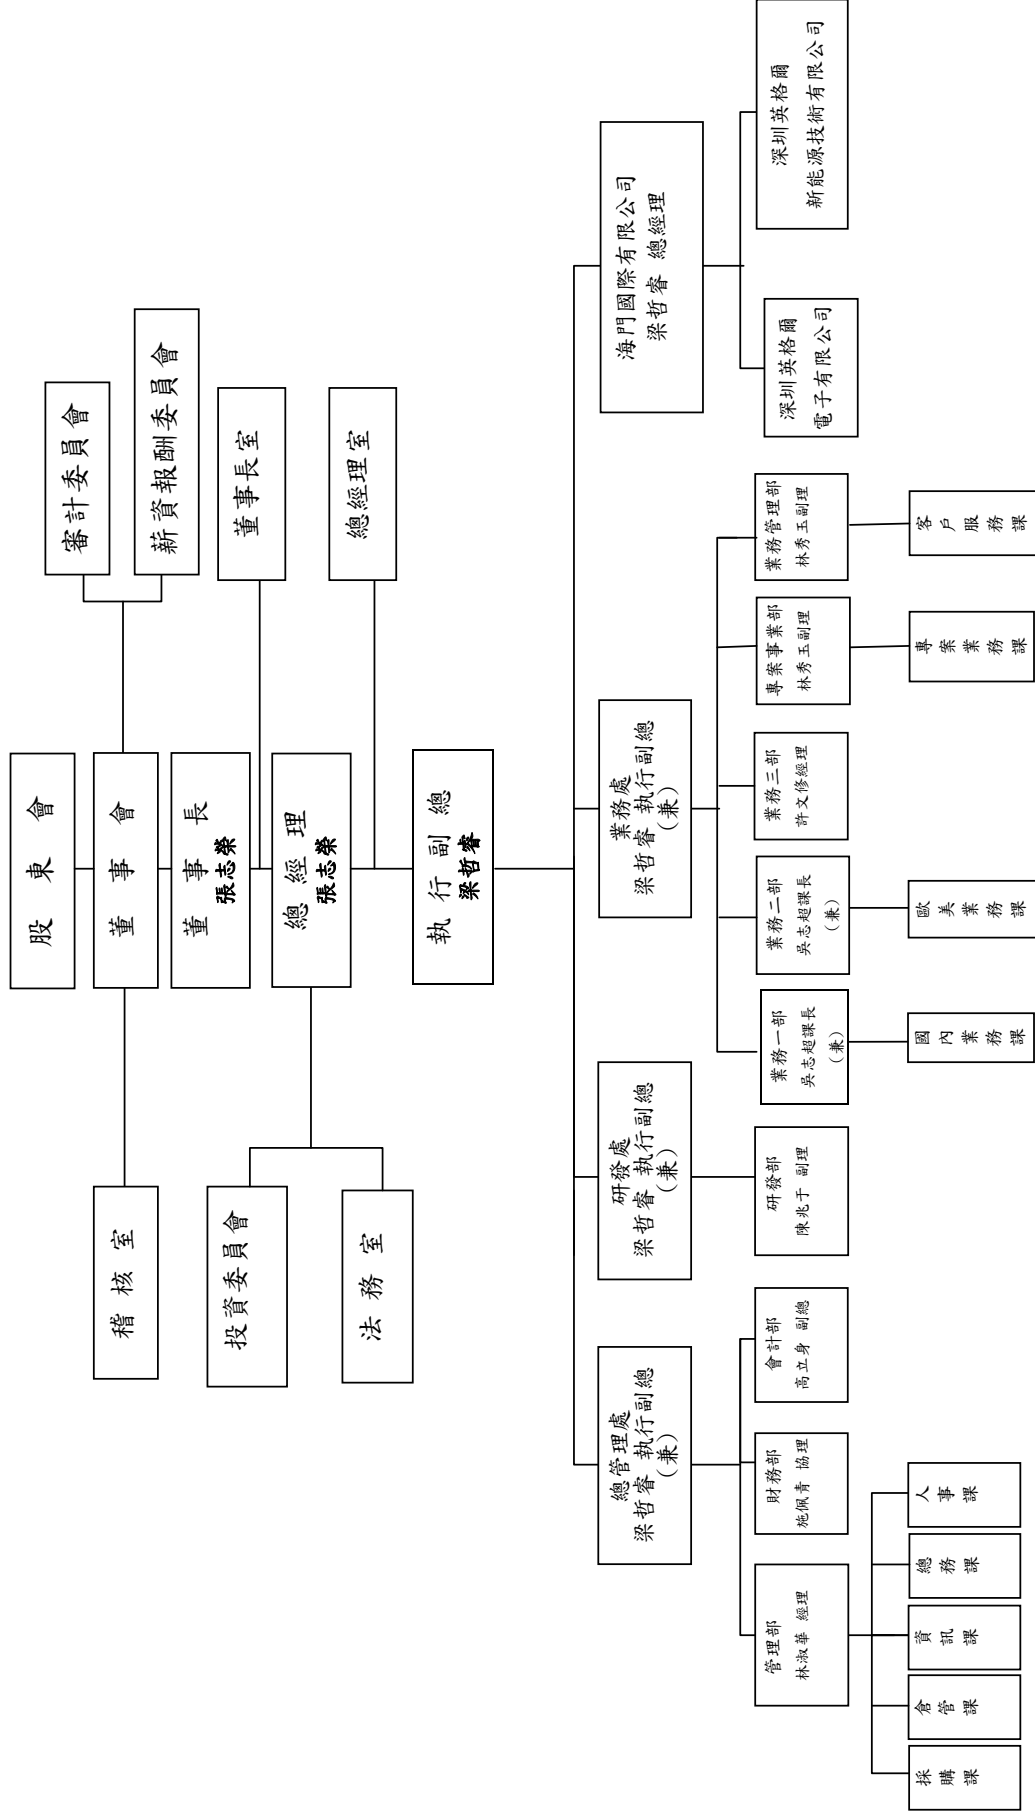 股東會
董事會
審計委員會
薪資報酬委員會
稽核室
董事長
張志榮
董事長室
總經理
張志榮
總經理室
投資委員會
法務室
執行副總
梁哲睿
總管理處
梁哲睿 執行副總
(兼)
研發處
梁哲睿 執行副總
(兼)
業務處
梁哲睿 執行副總
(兼)
海門國際有限公司
梁哲睿 總經理
管理部
林淑華 經理
財務部
施佩青 協理
會計部
高立身 副總
研發部
陳兆于 副理
業務一部
吳志超課長
(兼)
業務二部
吳志超課長
(兼)
業務三部
許文修經理
專案事業部
林秀玉副理
業務管理部
林秀玉副理
深圳英格爾
電子有限公司
深圳英格爾
新能源技術有限公司
採購課
倉管課
資訊課
總務課
人事課
國內業務課
歐美業務課
專案業務課
客戶服務課